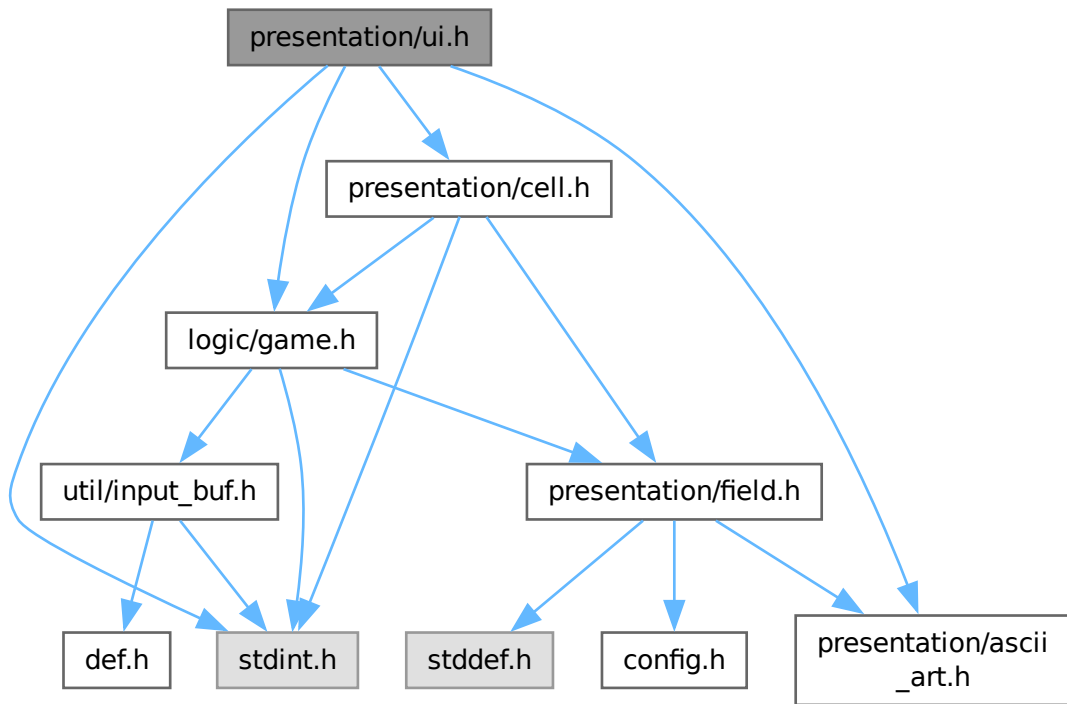 presentation/ui.h
presentation/cell.h
logic/game.h
util/input_buf.h
presentation/field.h
def.h
stdint.h
stddef.h
config.h
presentation/ascii
_art.h